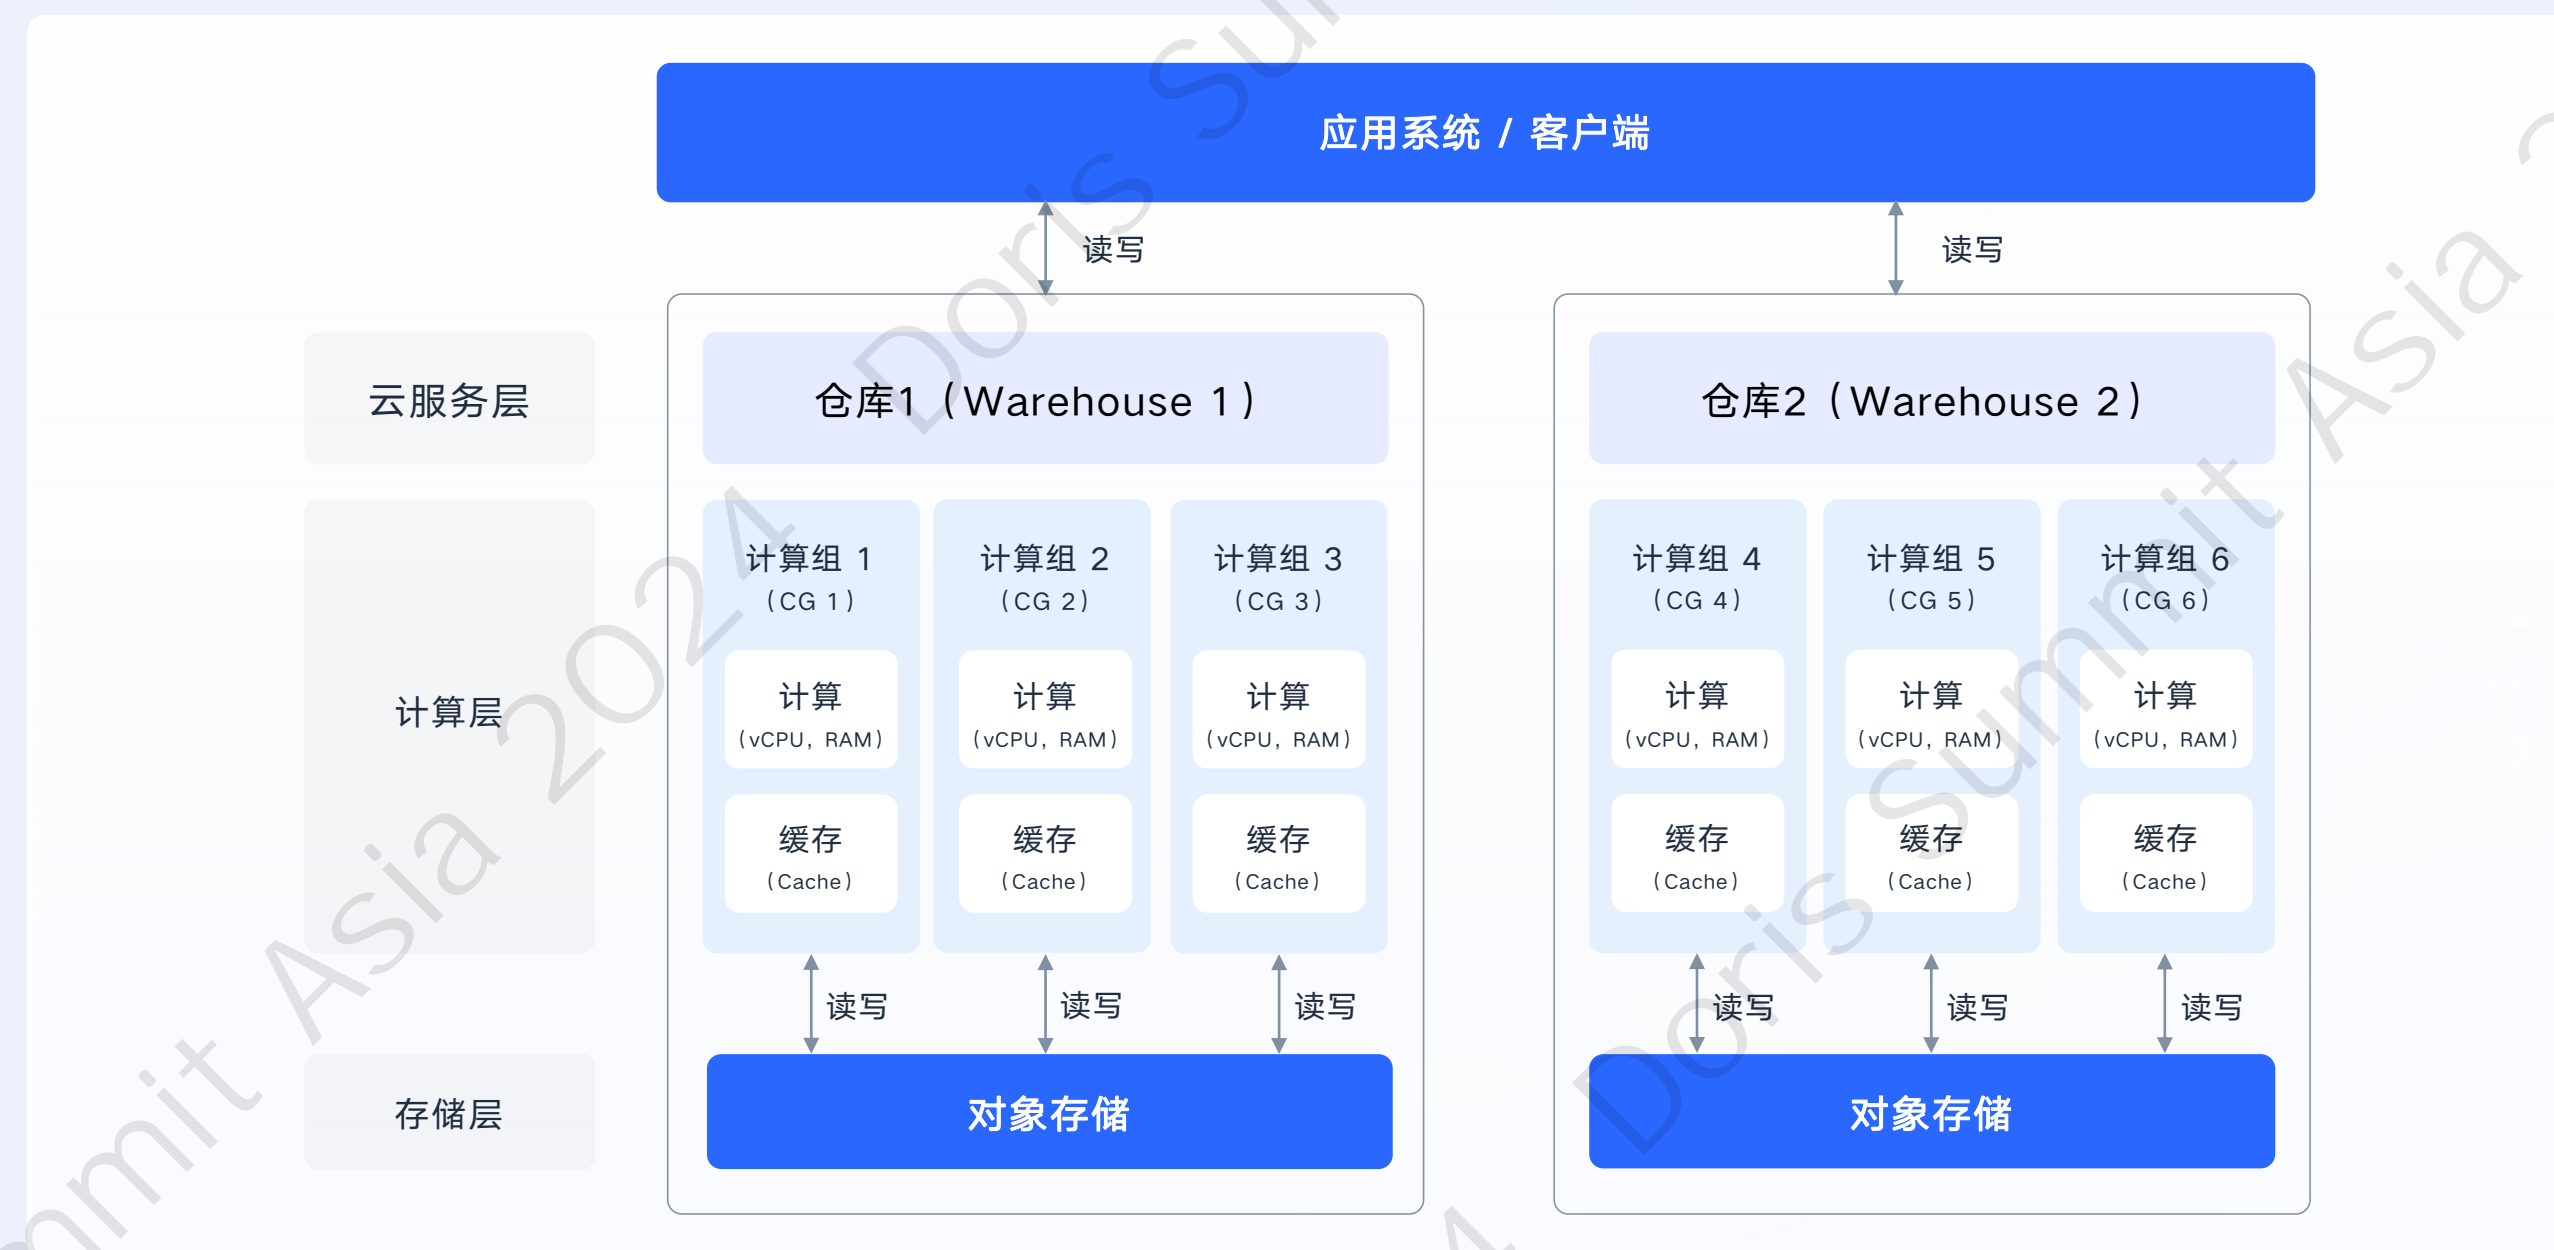 应用系统 / 客户端
读写
读写
云服务层
仓库1（Warehouse 1）
仓库2（Warehouse 2）
计算层
计算组 1
（CG 1）
计算
（vCPU，RAM）
缓存
（Cache）
计算组 2
（CG 2）
计算
（vCPU，RAM）
缓存
（Cache）
计算组 3
（CG 3）
计算
（vCPU，RAM）
缓存
（Cache）
计算组 4
（CG 4）
计算
（vCPU，RAM）
缓存
（Cache）
计算组 5
（CG 5）
计算
（vCPU，RAM）
缓存
（Cache）
计算组 6
（CG 6）
计算
（vCPU，RAM）
缓存
（Cache）
读写
读写
读写
读写
读写
读写
存储层
对象存储
对象存储
Doris
Asia 2024
Doris Summit Asia